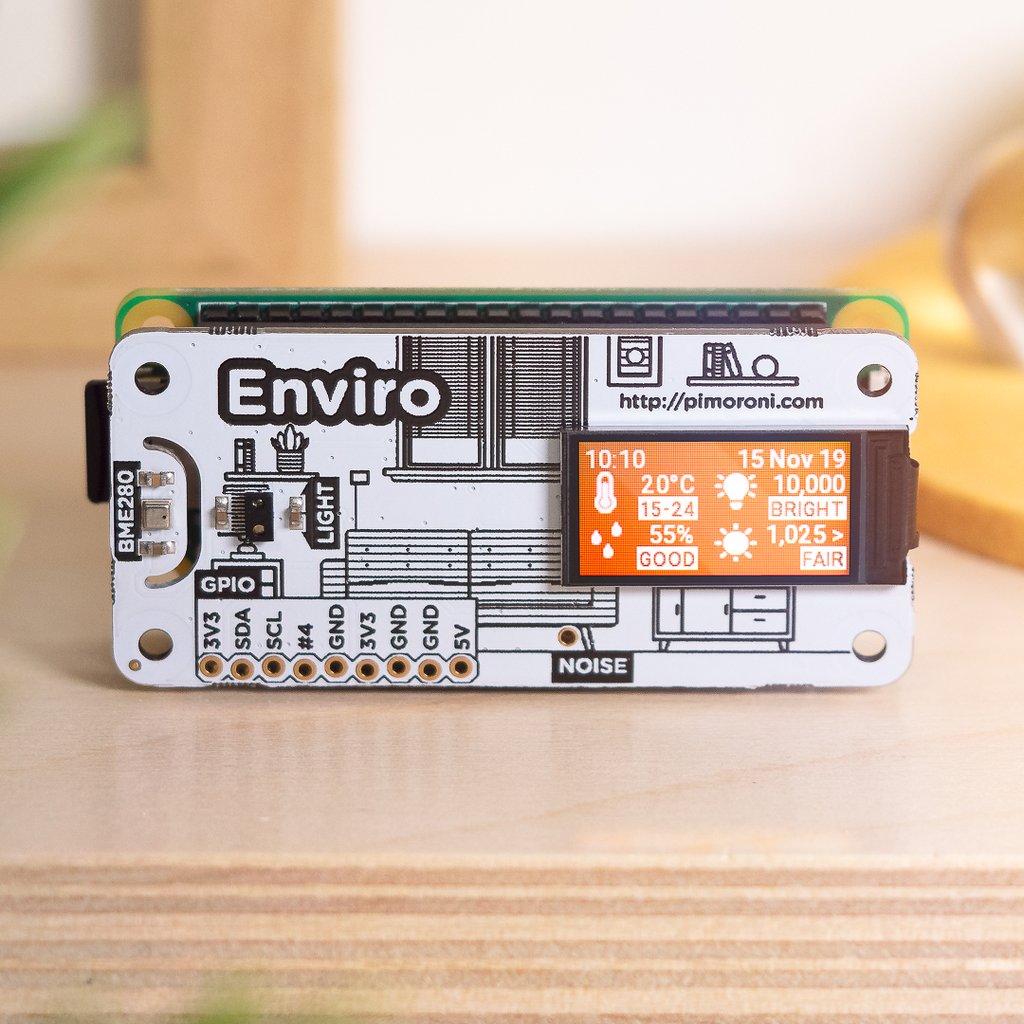 Enviro
http://pimoroni.com
BME280
LIGHT
10:10
15 Nov 19
20°C
15-24
10,000
BRIGHT
55%
GOOD
1,025 >
FAIR
GPIO
3V3
SDA
SCL
#4
GND
3V3
GND
GND
5V
NOISE